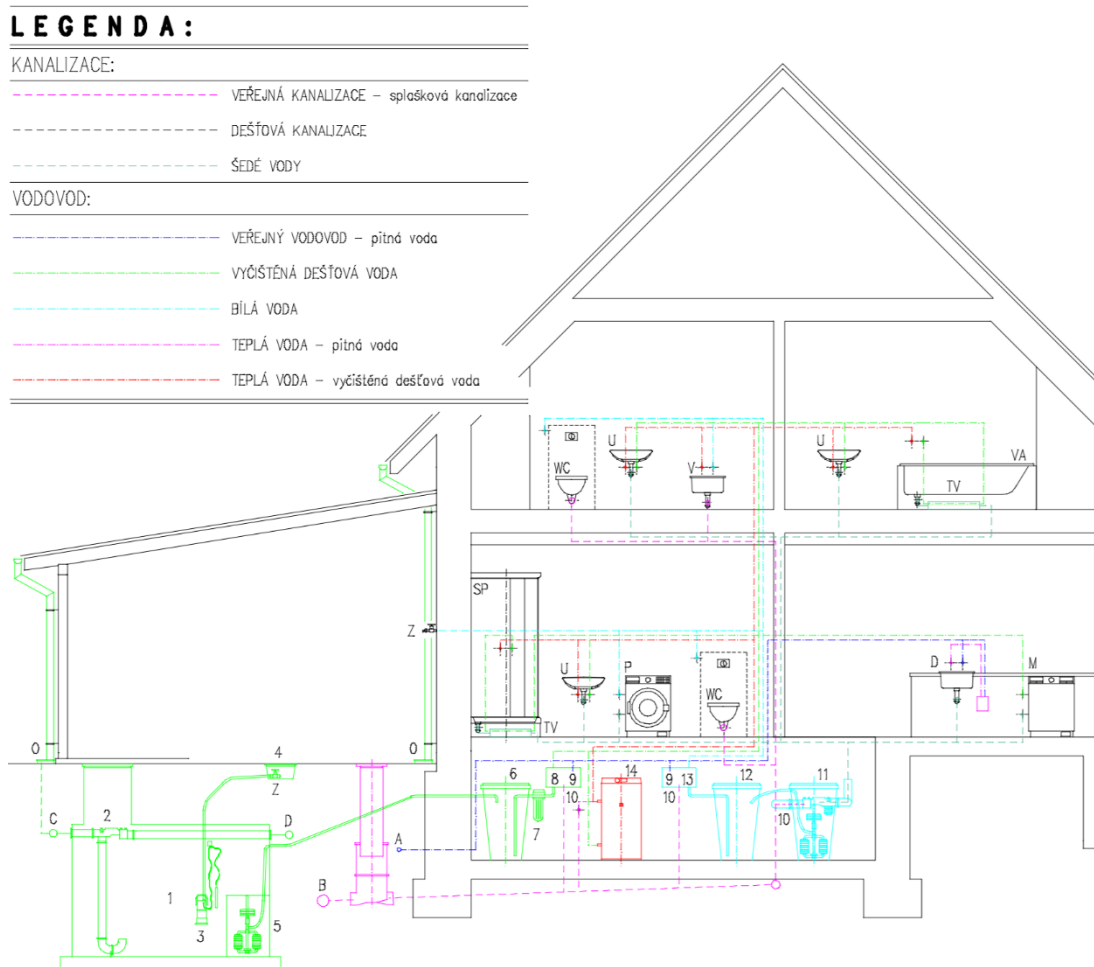 LEGENDA:
KANALIZACE:
VEŘEJNÁ KANALIZACE – splašková kanalizace
DEŠŤOVÁ KANALIZACE
ŠEDÉ VODY
VODOVOD:
VEŘEJNÝ VODOVOD – pitná voda
VYČIŠTĚNÁ DEŠŤOVÁ VODA
BÍLÁ VODA
TEPLÁ VODA – pitná voda
TEPLÁ VODA – vyčištěná dešťová voda
U
WC
V
U
VA
TV
SP
Z
U
P
WC
D
M
TV
O
O
4
Z
6
8
9
10
7
14
9
13
10
12
11
10
C
2
D
A
1
B
3
5